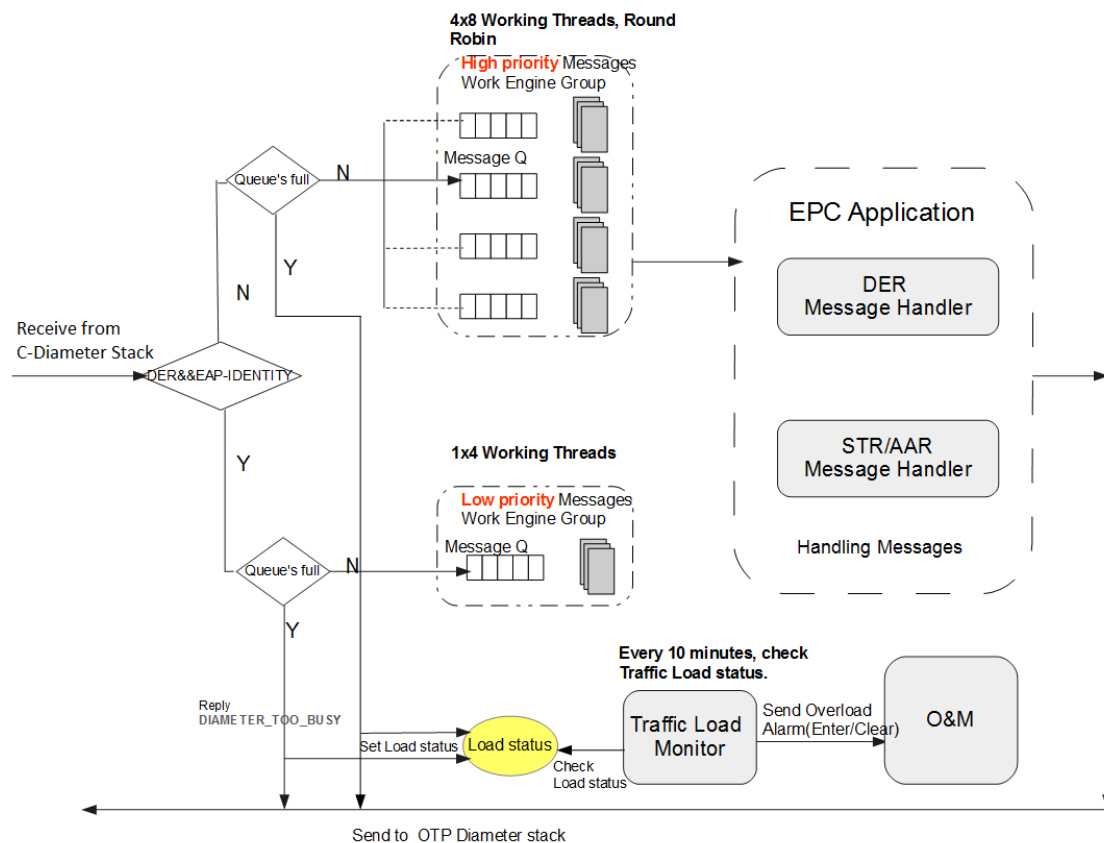 4x8 Working Threads, Round
Robin
High priority Messages
Work Engine Group
Message Q
Queue's full
N
Y
N
EPC Application
DER
Message Handler
Receive from
C-Diameter Stack
DER&&EAP-IDENTITY
STR/AAR
Message Handler
Y
1x4 Working Threads
Low priority Messages
Work Engine Group
Message Q
Handling Messages
Queue's full
N
Y
Every 10 minutes, check
Traffic Load status.
Reply
DIAMETER_TOO_BUSY
Set Load status
Load status
Check
Load status
Traffic Load
Monitor
Send Overload
Alarm(Enter/Clear)
O&M
Send to OTP Diameter stack